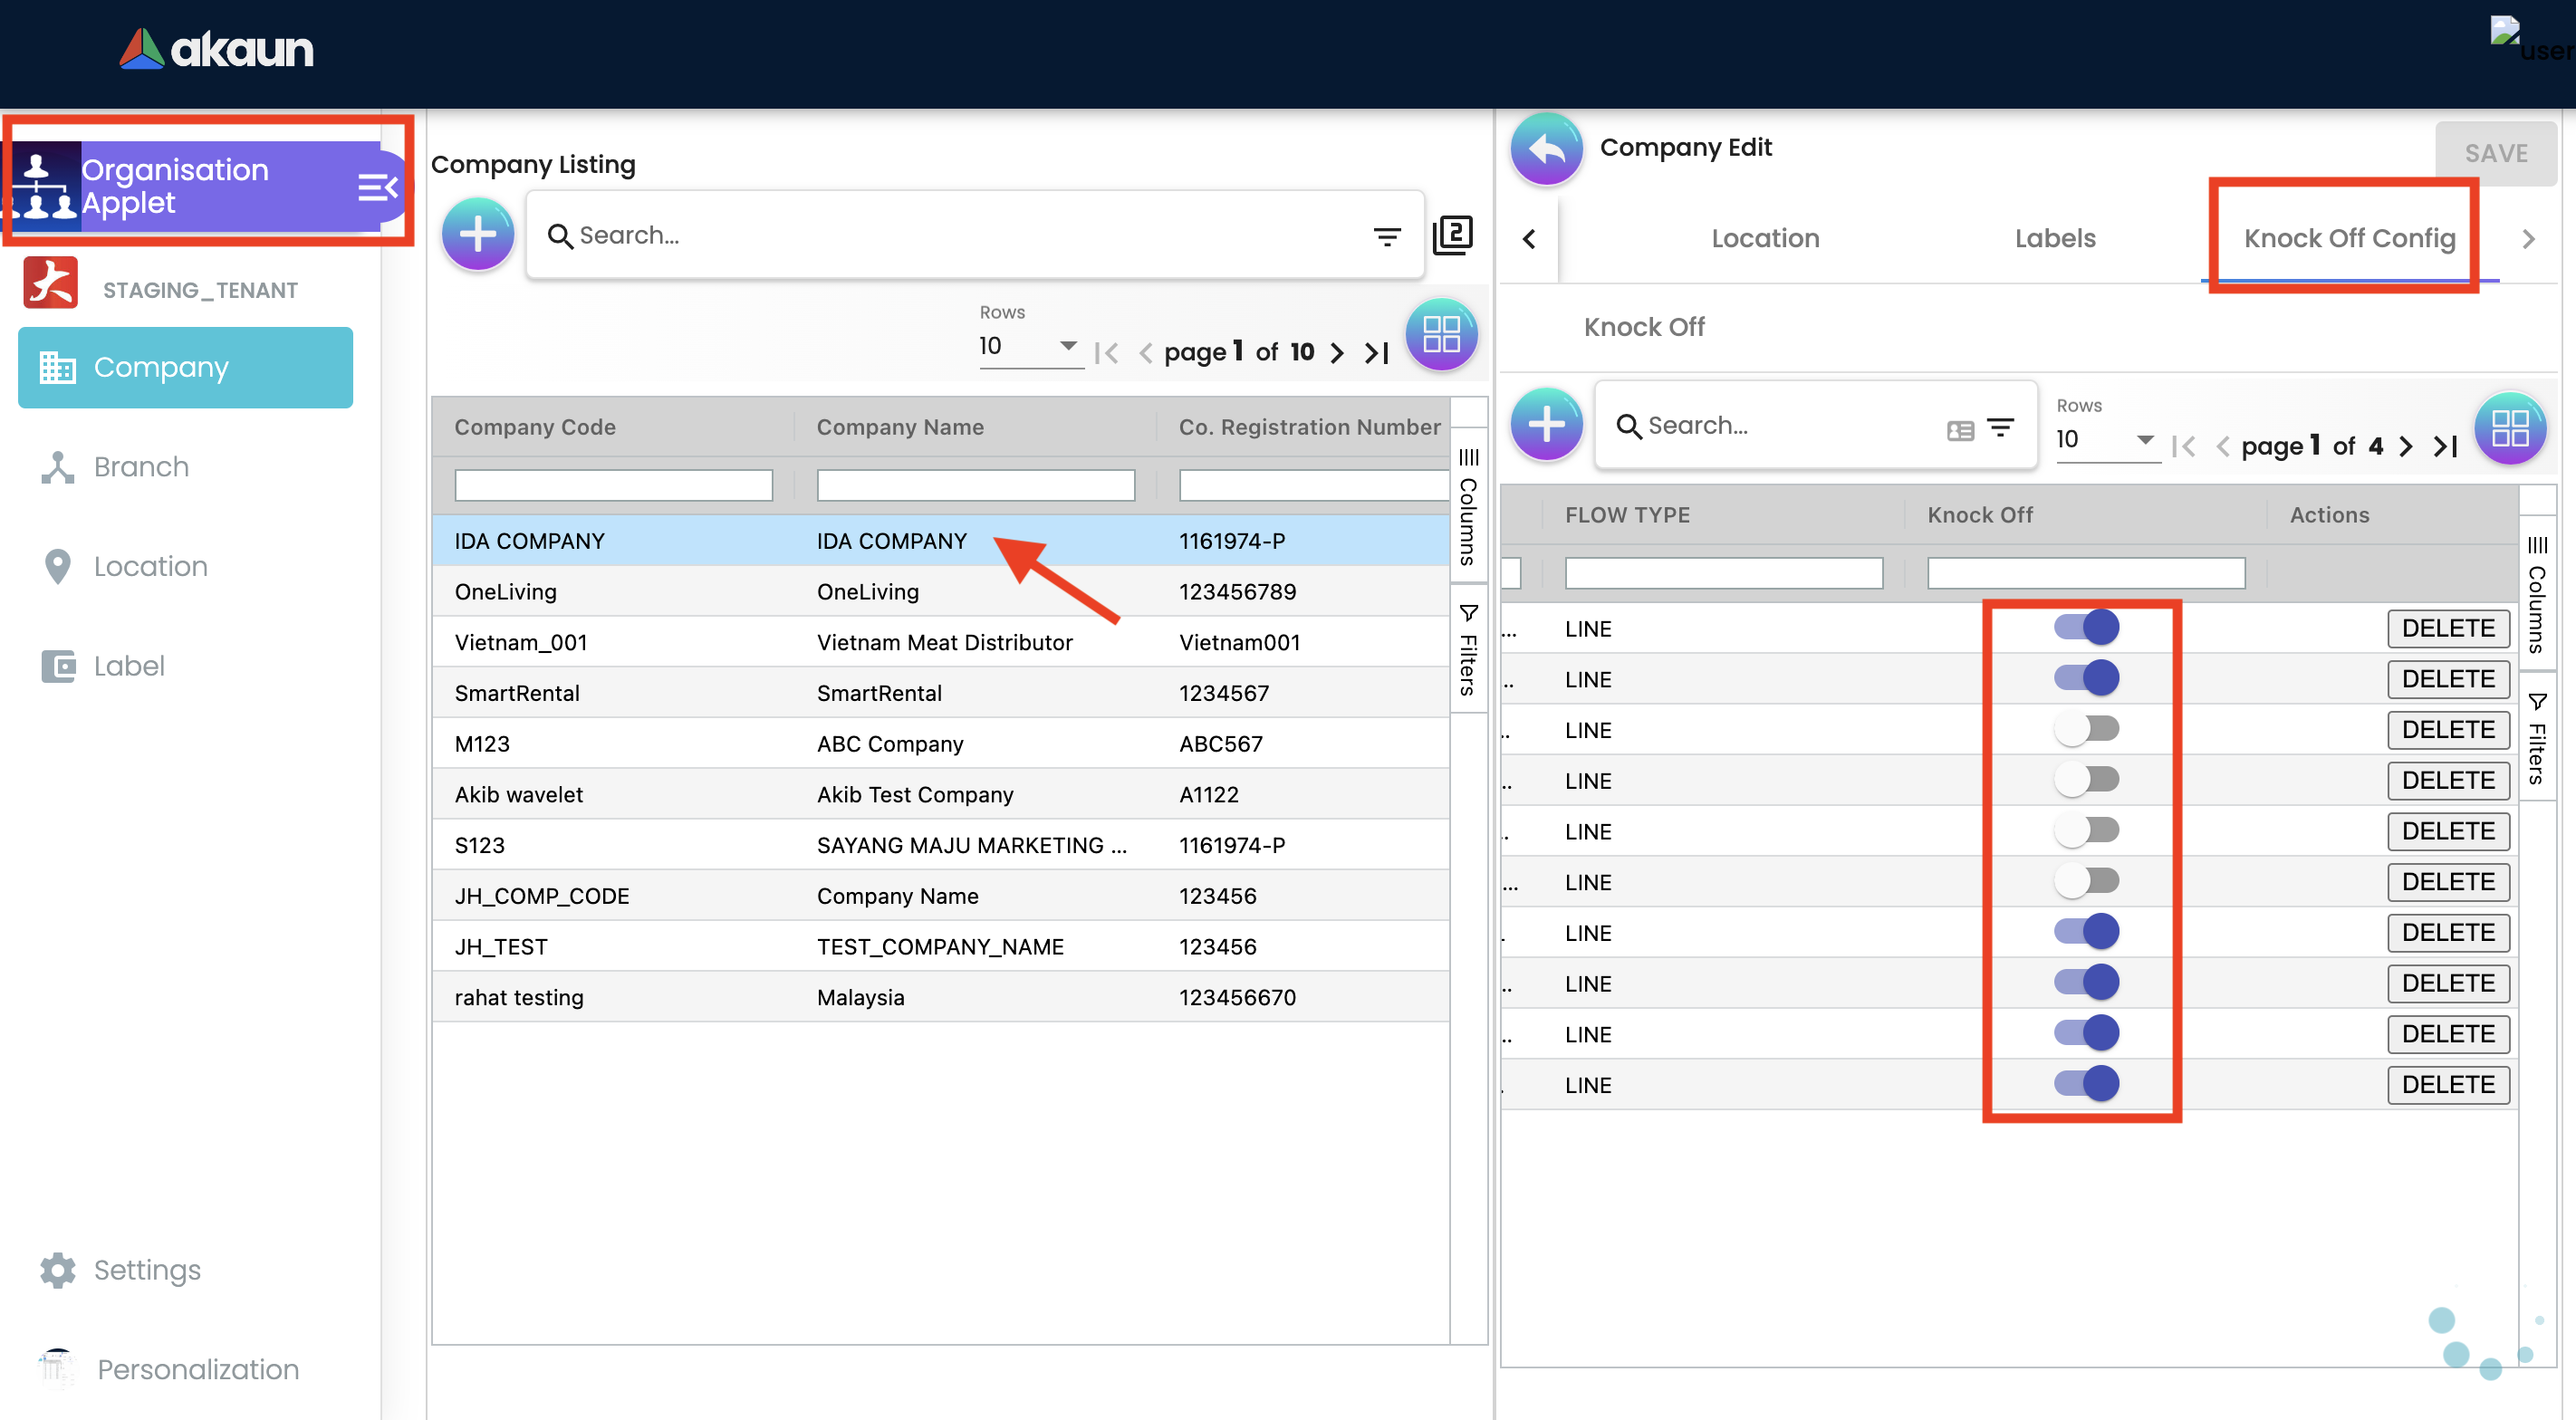 akaun
user
Organisation
Applet
STAGING_TENANT
Company
Branch
Location
Label
Settings
Personalization
Company Listing
Search...
2
Rows
10
page 1 of 10
Company Code Company Name Co. Registration Number
IDA COMPANY IDA COMPANY 1161974-P
OneLiving OneLiving 123456789
Vietnam_001 Vietnam Meat Distributor Vietnam001
SmartRental SmartRental 1234567
M123 ABC Company ABC567
Akib wavelet Akib Test Company A1122
S123 SAYANG MAJU MARKETING ... 1161974-P
JH_COMP_CODE Company Name 123456
JH_TEST TEST_COMPANY_NAME 123456
rahat testing Malaysia 123456670
Columns
Filters
Company Edit
SAVE
Location Labels Knock Off Config
Knock Off
Search...
Rows
10
page 1 of 4
FLOW TYPE Knock Off Actions
... LINE DELETE
.. LINE DELETE
.. LINE DELETE
.. LINE DELETE
. LINE DELETE
... LINE DELETE
. LINE DELETE
.. LINE DELETE
.. LINE DELETE
. LINE DELETE
Columns
Filters